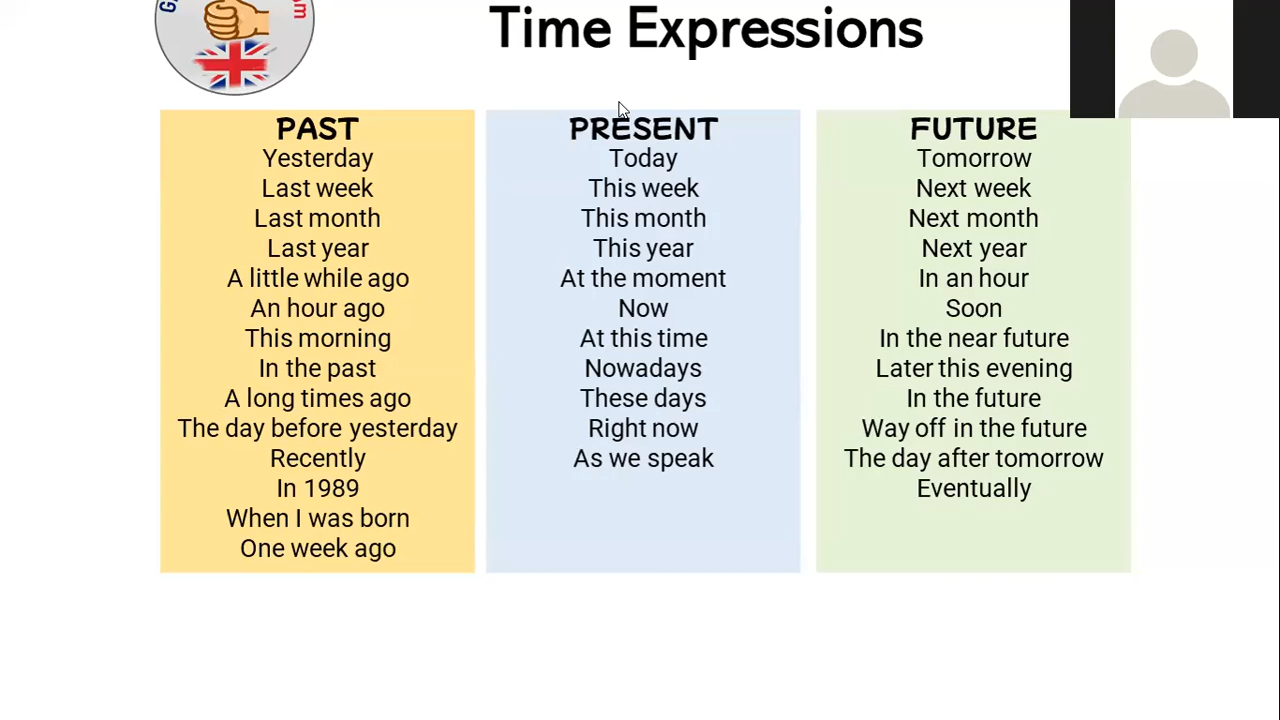 Time Expressions
PAST
Yesterday
Last week
Last month
Last year
A little while ago
An hour ago
This morning
In the past
A long times ago
The day before yesterday
Recently
In 1989
When I was born
One week ago
PRESENT
Today
This week
This month
This year
At the moment
Now
At this time
Nowadays
These days
Right now
As we speak
FUTURE
Tomorrow
Next week
Next month
Next year
In an hour
Soon
In the near future
Later this evening
In the future
Way off in the future
The day after tomorrow
Eventually